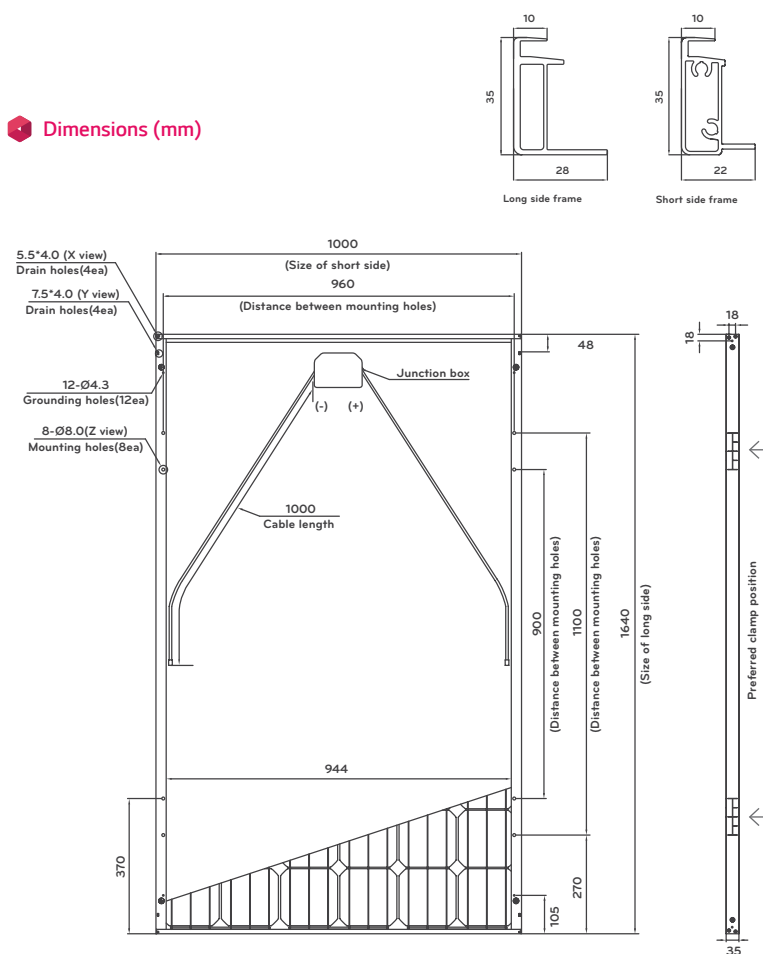 10
10
35
35
Dimensions (mm)
28
22
Long side frame
Short side frame
1000
(Size of short side)
5.5*4.0 (X view)
Drain holes(4ea)
960
7.5*4.0 (Y view)
Drain holes(4ea)
(Distance between mounting holes)
18
18
48
Junction box
12-Ø4.3
Grounding holes(12ea)
(-)
(+)
8-Ø8.0(Z view)
Mounting holes(8ea)
1000
Cable length
900
(Distance between mounting holes)
1100
(Distance between mounting holes)
1640
(Size of long side)
Preferred clamp position
944
370
270
105
35